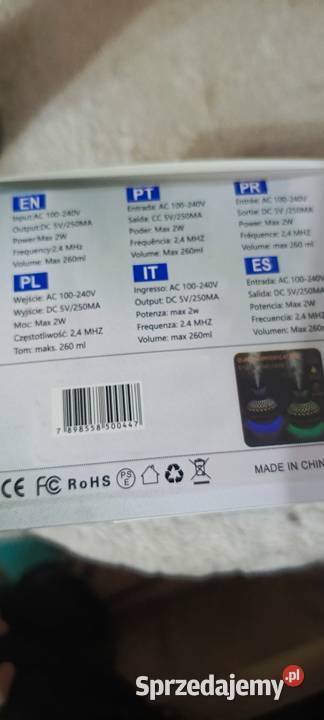 EN
Input:AC 100-240V
Output:DC 5V/250MA
Power:Max 2W
Frequency:2,4 MHz
Volume: Max 260ml
PT
Entrada: AC 100-240V
Saída: CC 5V/250MA
Poder: Max 2W
Frequência: 2,4 MHZ
Volume: Max 260ml
PR
Entrée: AC 100-240V
Sortie: DC 5V /250MA
Power: Max 2W
Fréquence: 2,4 MHZ
Volume: max 260 ml
PL
Wejście: AC 100-240V
Wyjście: DC 5V/250MA
Moc: Max 2W
Częstotliwość: 2,4 MHz
Tom: maks. 260 ml
IT
Ingresso: AC 100-240V
Output: DC 5V/250MA
Potenza: max 2w
Frequenza: 2,4 MHZ
Volume: max 260ml
ES
Entrada: AC 100-240V
Salida: DC 5V/250MA
Potencia: Max 2W
Frecuencia: 2,4 MHZ
Volumen: Max 260ml
7 898558 500447
CE FC RoHS PSE
MADE IN CHIN
Sprzedajemy.pl